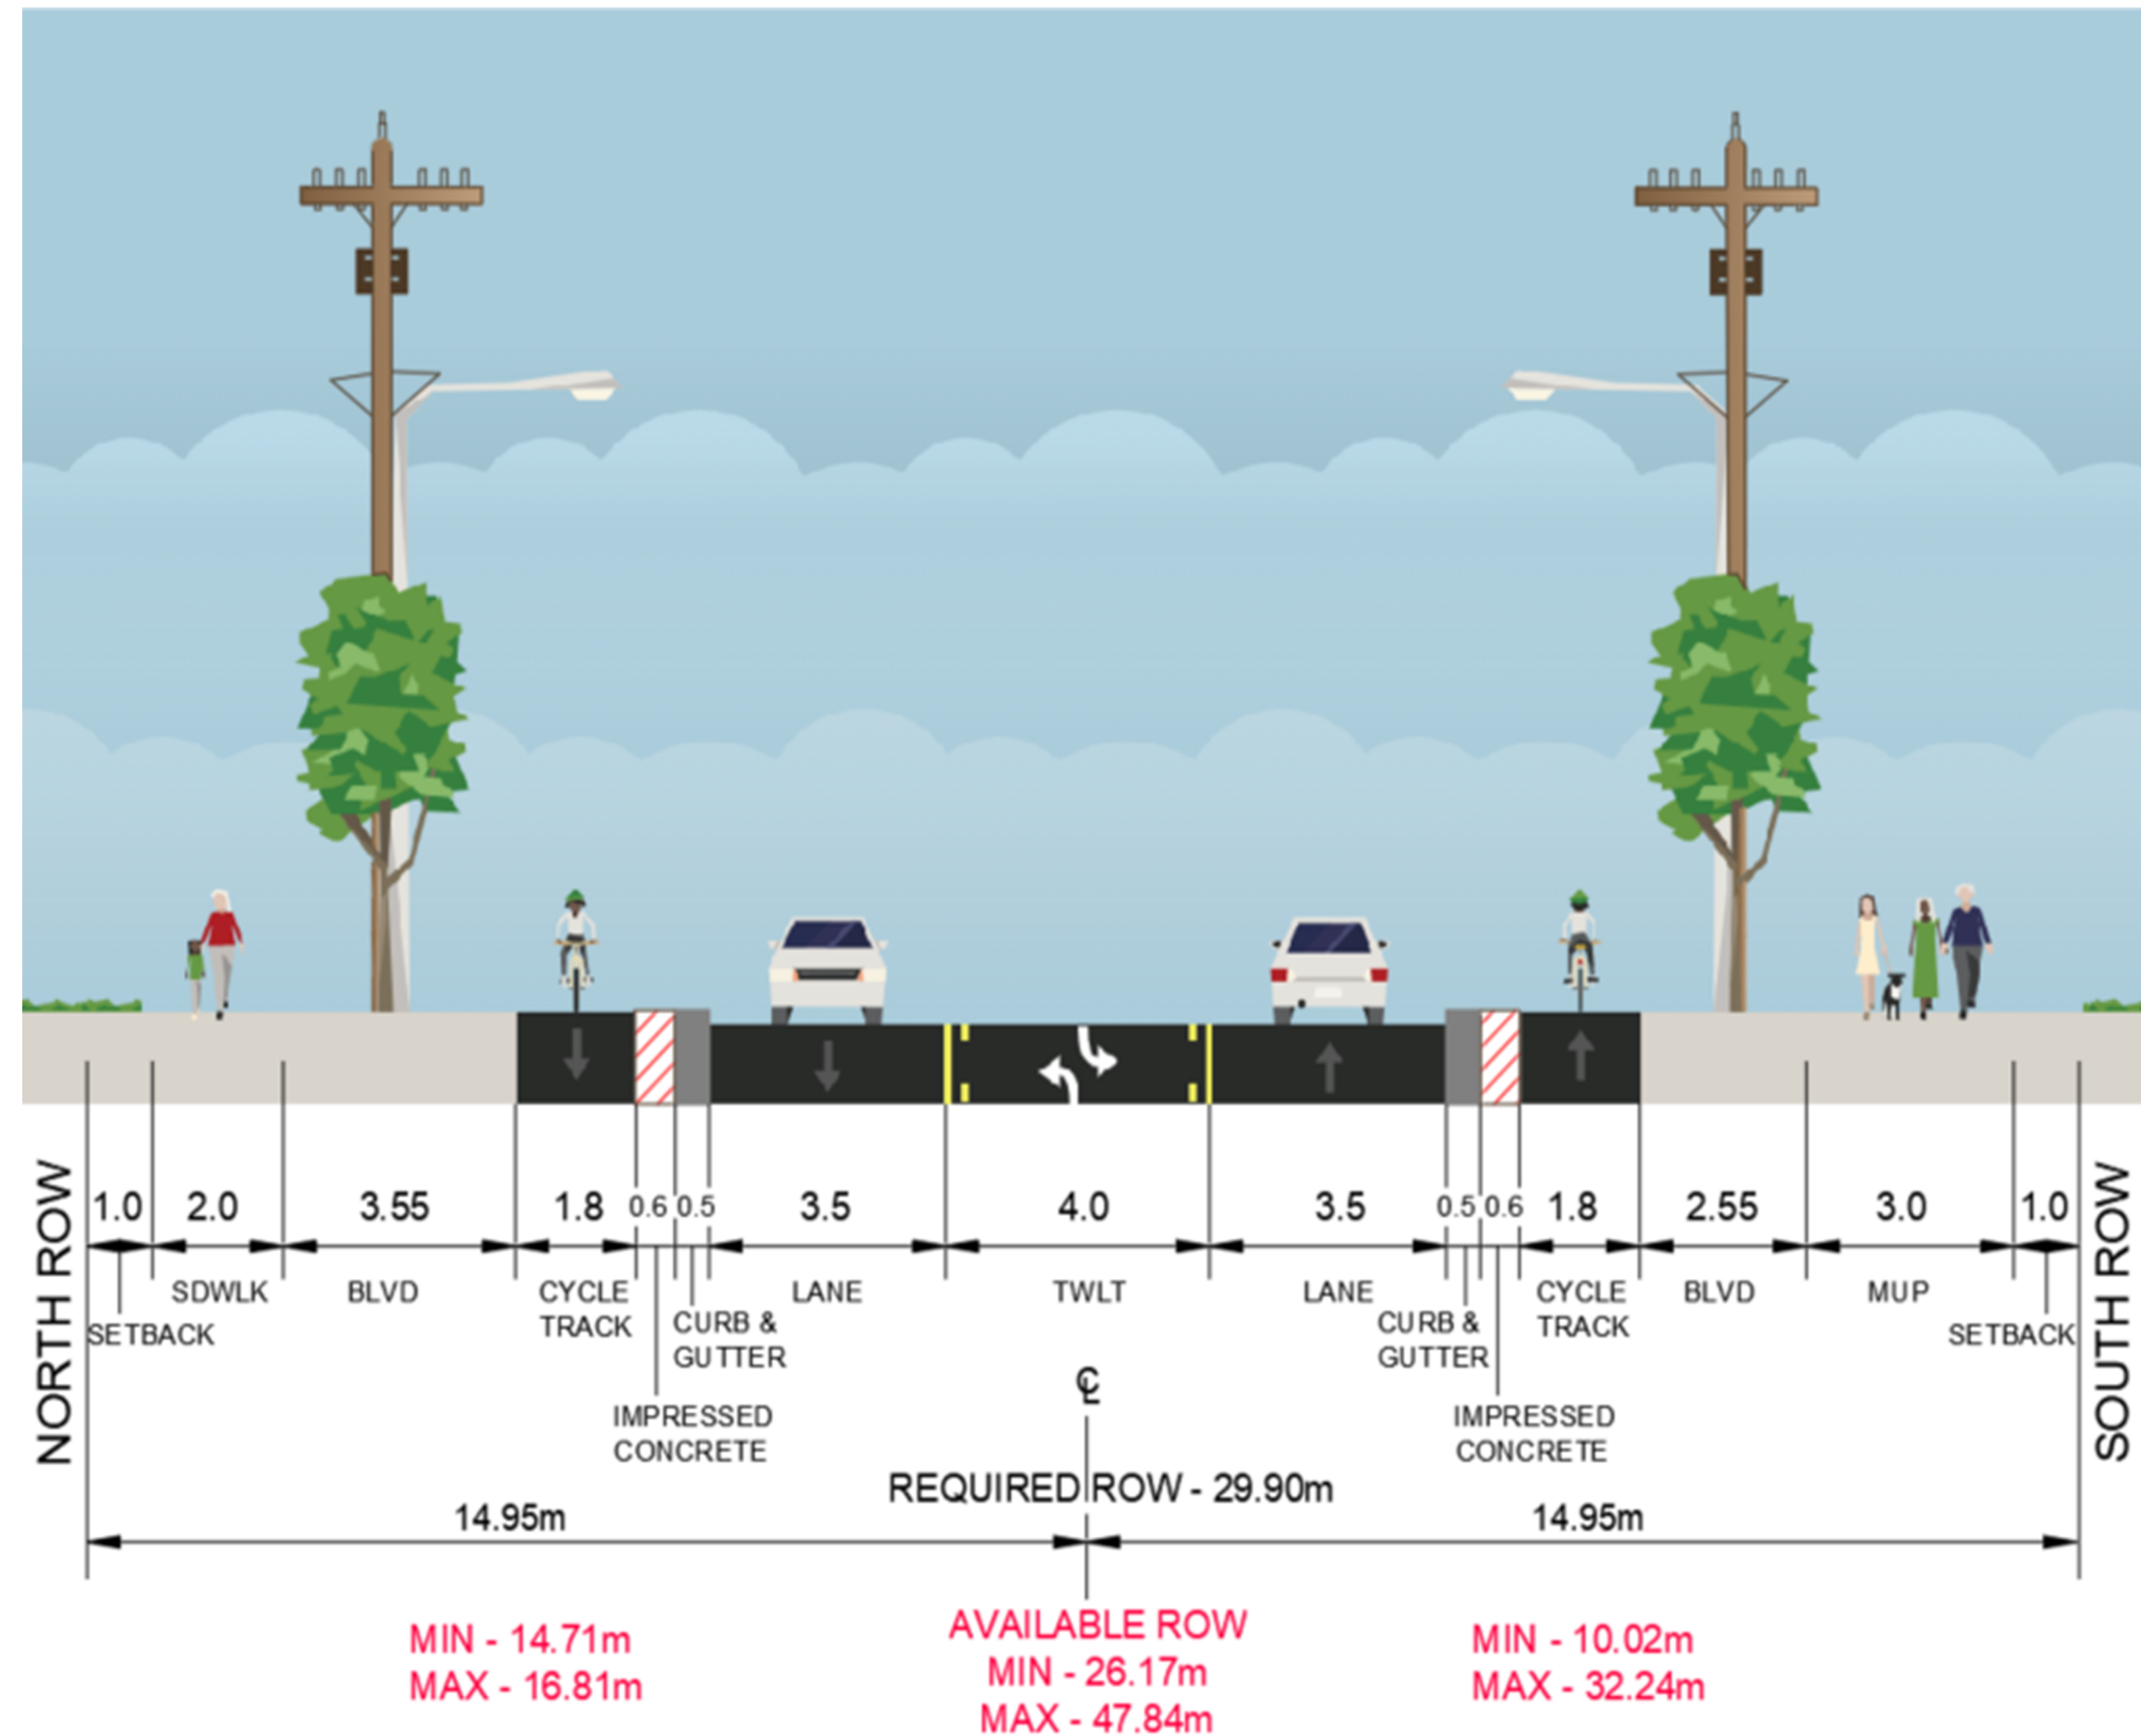 NORTH ROW
1.0 2.0 3.55 1.8 0.6 0.5 3.5 4.0 3.5 0.5 0.6 1.8 2.55 3.0 1.0
SETBACK
SDWLK
BLVD
CYCLE
TRACK
IMPRESSED
CONCRETE
CURB &
GUTTER
LANE
TWLT
LANE
CURB &
GUTTER
IMPRESSED
CONCRETE
CYCLE
TRACK
BLVD
MUP
SETBACK
SOUTH ROW
℄
REQUIRED ROW - 29.90m
14.95m
14.95m
MIN - 14.71m
MAX - 16.81m
AVAILABLE ROW
MIN - 26.17m
MAX - 47.84m
MIN - 10.02m
MAX - 32.24m